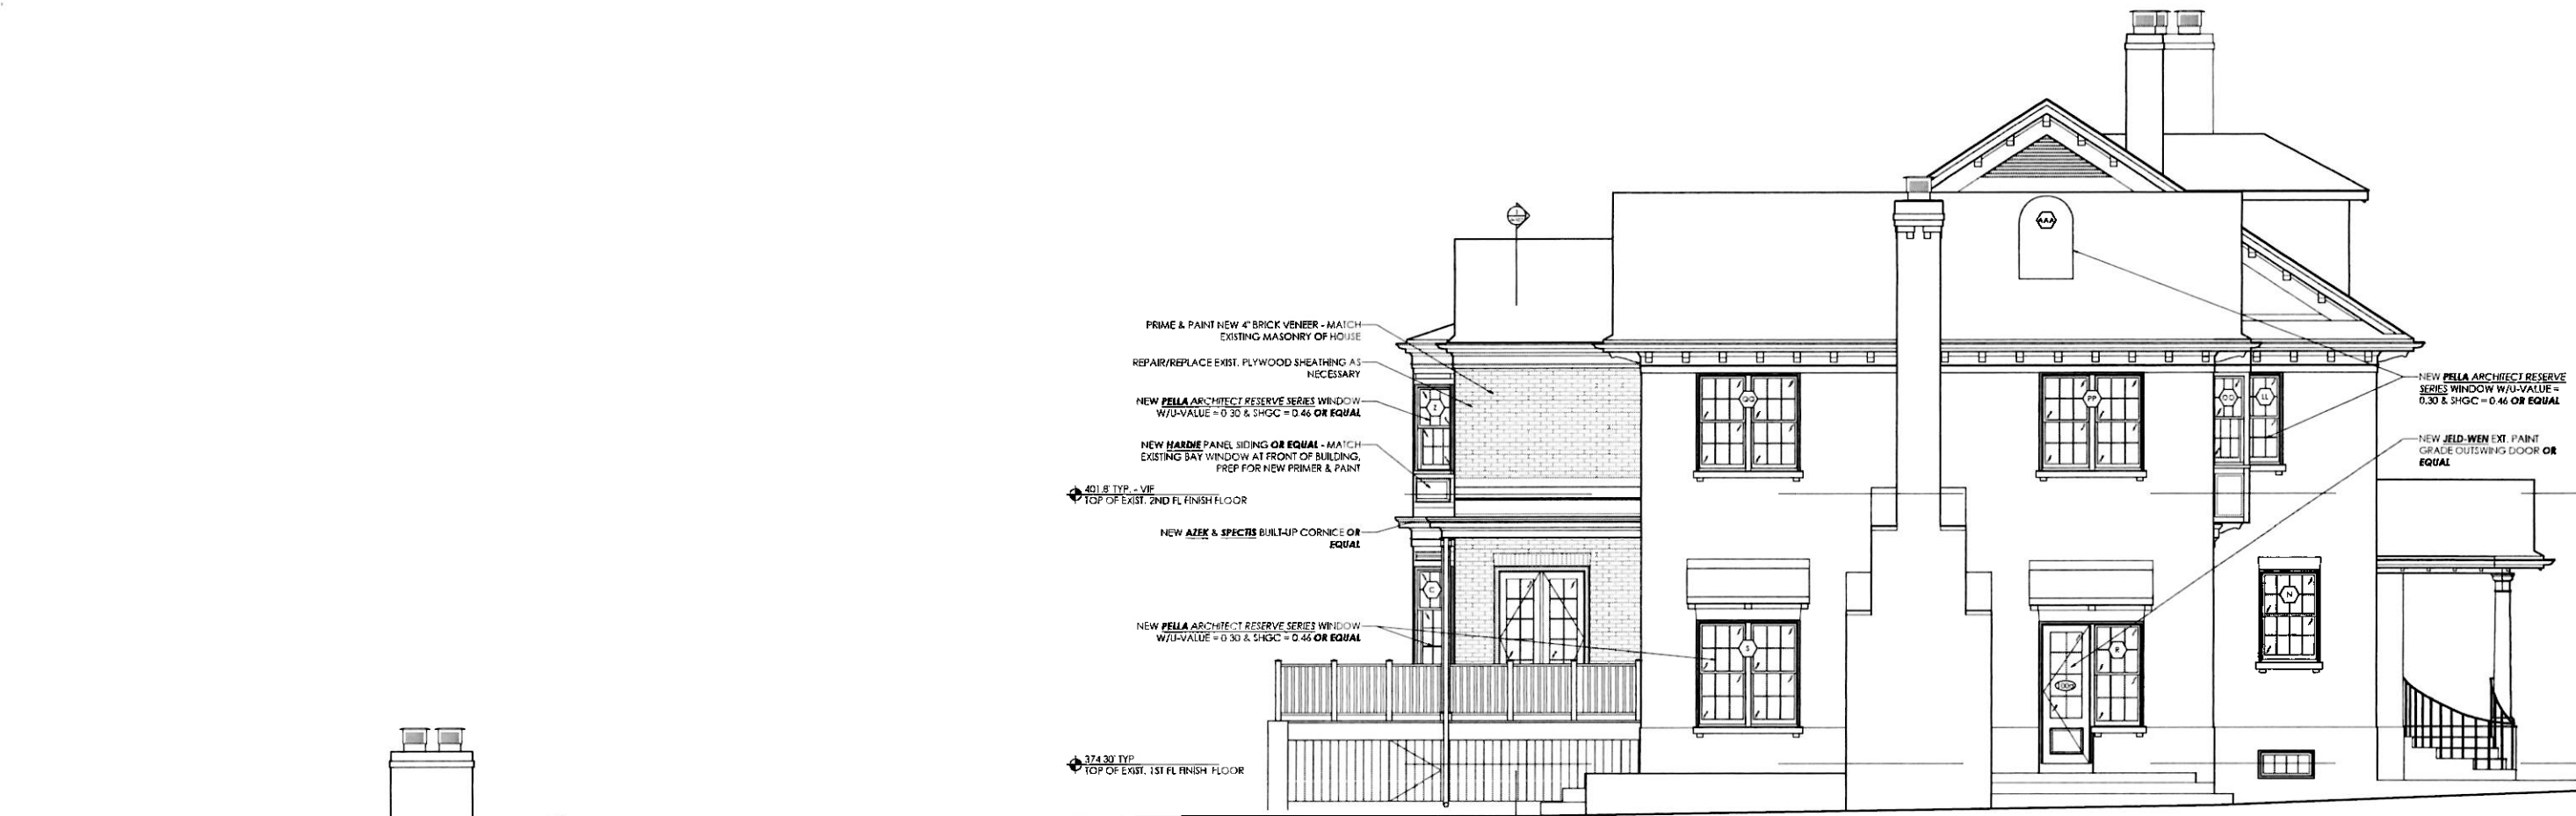 AAA
PRIME & PAINT NEW 4" BRICK VENEER - MATCH
EXISTING MASONRY OF HOUSE
REPAIR/REPLACE EXIST. PLYWOOD SHEATHING AS
NECESSARY
NEW PELLA ARCHITECT RESERVE SERIES WINDOW
W/U-VALUE = 0.30 & SHGC = 0.46 OR EQUAL
NEW HARDIE PANEL SIDING OR EQUAL - MATCH
EXISTING BAY WINDOW AT FRONT OF BUILDING,
PREP FOR NEW PRIMER & PAINT
401.8' TYP. - VIF
TOP OF EXIST. 2ND FL FINISH FLOOR
NEW AZEK & SPECTIS BUILT-UP CORNICE OR
EQUAL
NEW PELLA ARCHITECT RESERVE SERIES WINDOW
W/U-VALUE = 0.30 & SHGC = 0.46 OR EQUAL
374.30' TYP
TOP OF EXIST. 1ST FL FINISH FLOOR
Z
QQ
PP
OO
LL
C
S
R
N
NEW PELLA ARCHITECT RESERVE
SERIES WINDOW W/U-VALUE =
0.30 & SHGC = 0.46 OR EQUAL
NEW JELD-WEN EXT. PAINT
GRADE OUTSWING DOOR OR
EQUAL